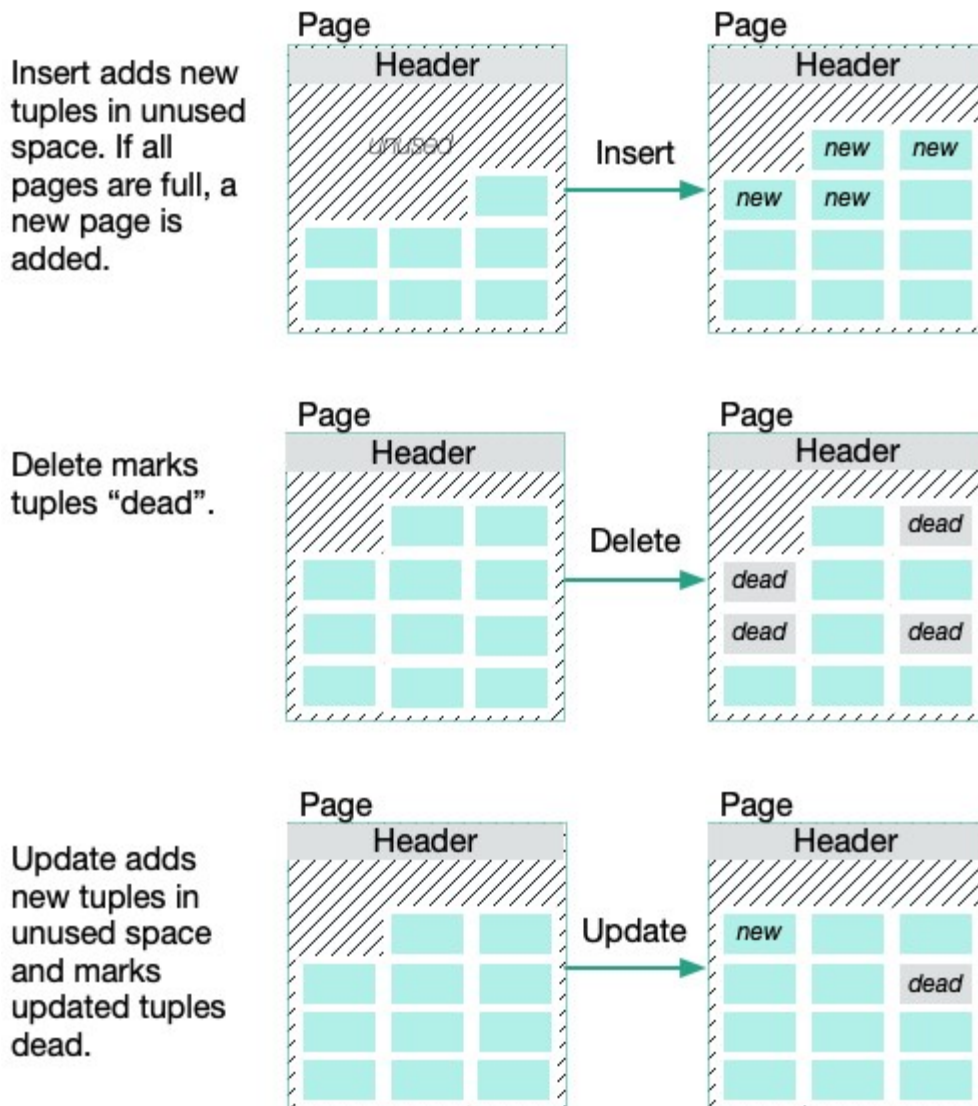 Page
Page
Insert adds new
tuples in unused
space. If all
pages are full, a
new page is
added.
Header
unused
Insert
Header
new
new
new
new
Page
Page
Delete marks
tuples “dead”.
Header
Delete
Header
dead
dead
dead
dead
Page
Page
Update adds
new tuples in
unused space
and marks
updated tuples
dead.
Header
Update
Header
new
dead